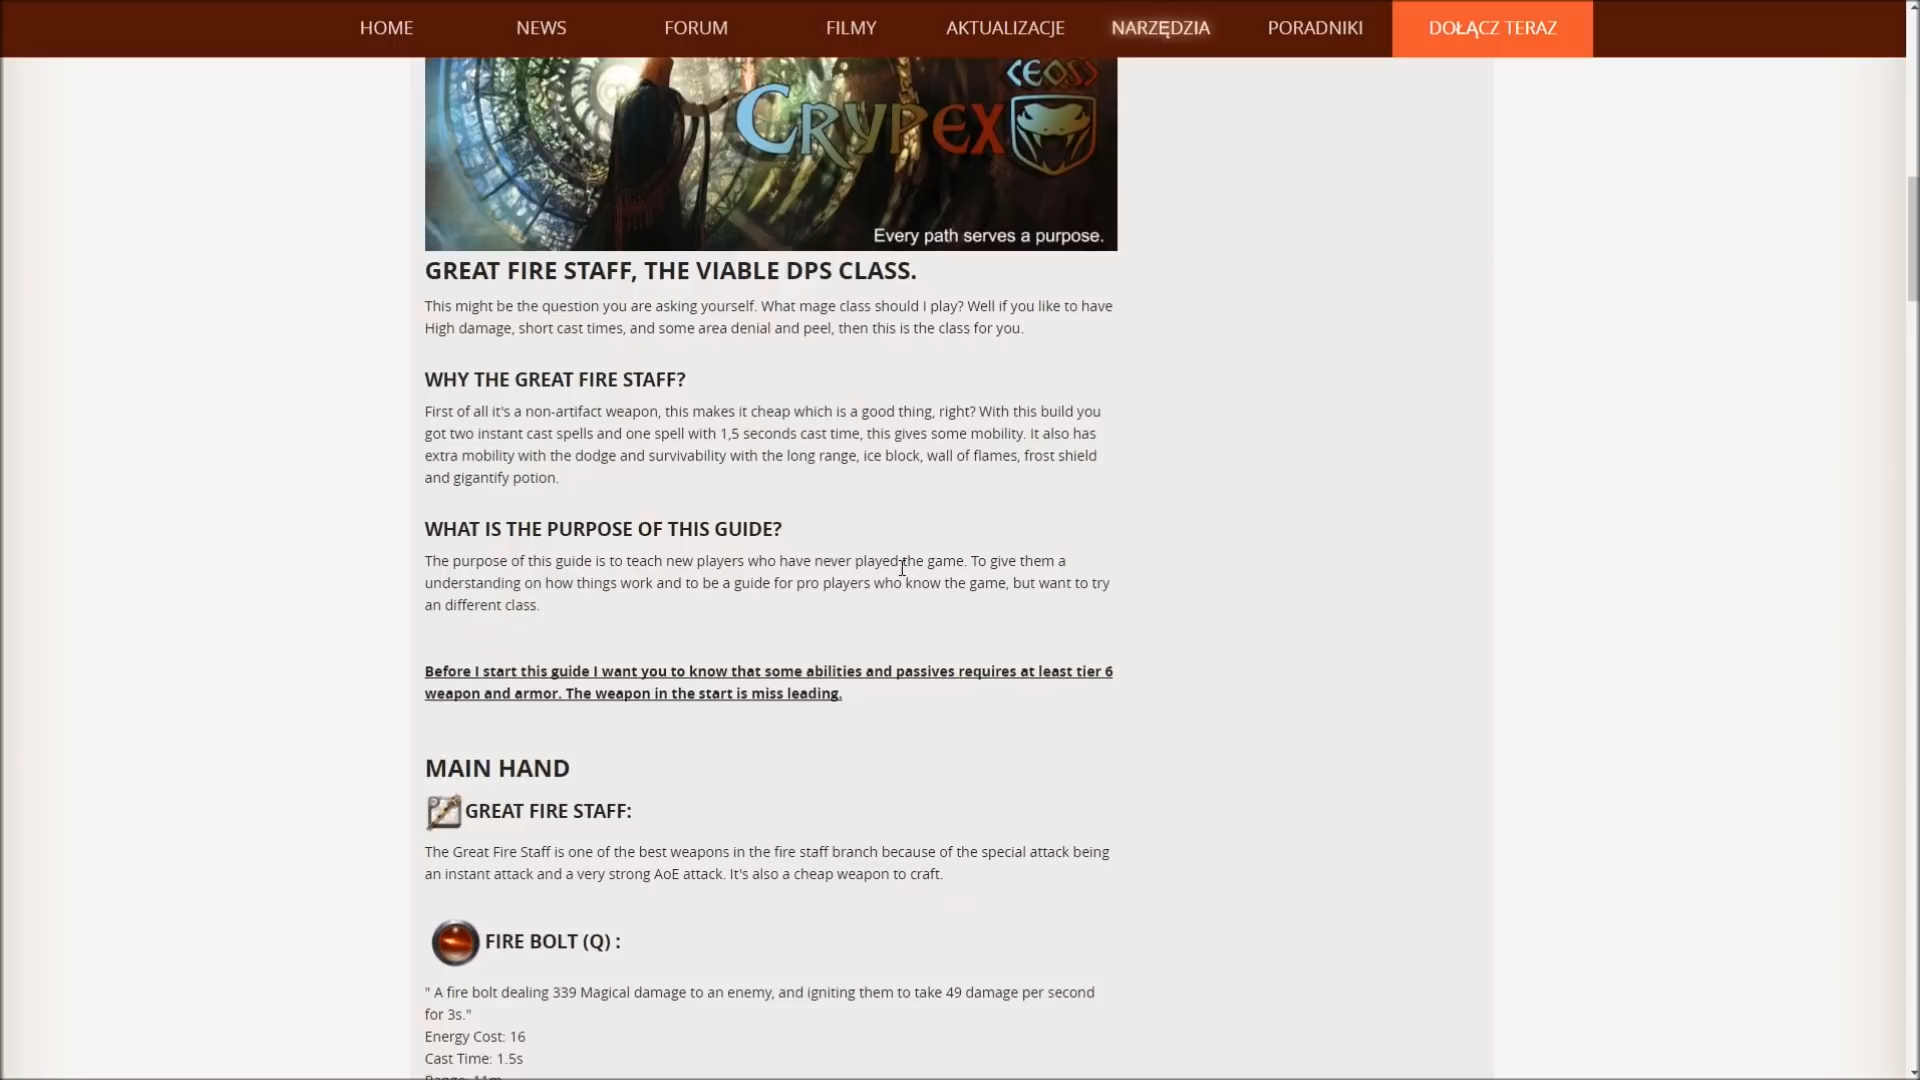 HOME NEWS FORUM FILMY AKTUALIZACJE NARZĘDZIA PORADNIKI DOŁĄCZ TERAZ
<EOS>
CRYPEX
Every path serves a purpose.
GREAT FIRE STAFF, THE VIABLE DPS CLASS.
This might be the question you are asking yourself. What mage class should I play? Well if you like to have
High damage, short cast times, and some area denial and peel, then this is the class for you.
WHY THE GREAT FIRE STAFF?
First of all it's a non-artifact weapon, this makes it cheap which is a good thing, right? With this build you
got two instant cast spells and one spell with 1,5 seconds cast time, this gives some mobility. It also has
extra mobility with the dodge and survivability with the long range, ice block, wall of flames, frost shield
and gigantify potion.
WHAT IS THE PURPOSE OF THIS GUIDE?
The purpose of this guide is to teach new players who have never played the game. To give them a
understanding on how things work and to be a guide for pro players who know the game, but want to try
an different class.
Before I start this guide I want you to know that some abilities and passives requires at least tier 6
weapon and armor. The weapon in the start is miss leading.
MAIN HAND
GREAT FIRE STAFF:
The Great Fire Staff is one of the best weapons in the fire staff branch because of the special attack being
an instant attack and a very strong AoE attack. It's also a cheap weapon to craft.
FIRE BOLT (Q) :
" A fire bolt dealing 339 Magical damage to an enemy, and igniting them to take 49 damage per second
for 3s."
Energy Cost: 16
Cast Time: 1.5s
Range: 11m